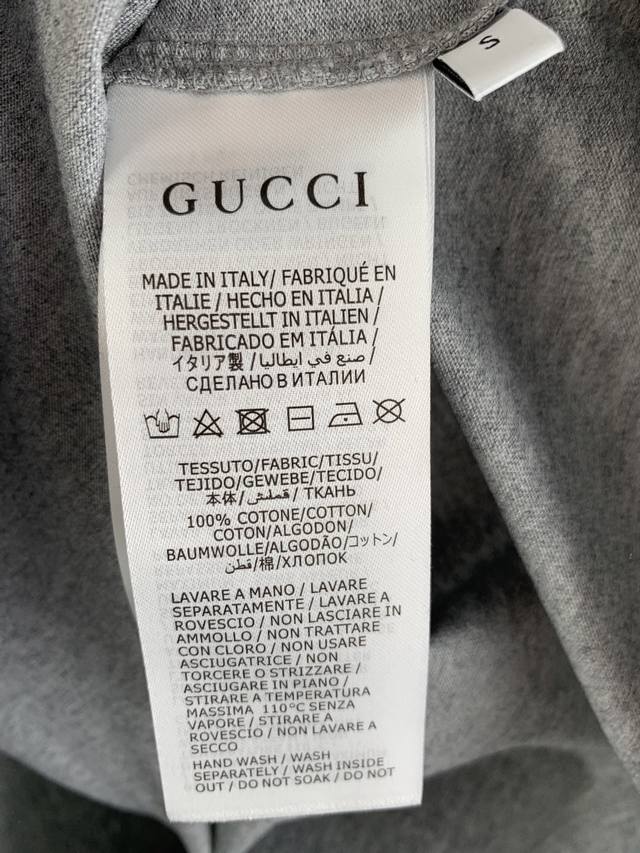 S
GUCCI
MADE IN ITALY/ FABRIQUÉ EN
ITALIE / HECHO EN ITALIA /
HERGESTELLT IN ITALIEN /
FABRICADO EM ITÁLIA /
イタリア製 / صنع في ايطاليا /
СДЕЛАНО В ИТАЛИИ
TESSUTO/FABRIC/TISSU/
TEJIDO/GEWEBE/TECIDO/
本体/ قملش / ТКАНЬ
100% COTONE/COTTON/
COTON/ALGODON/
BAUMWOLLE/ALGODÃO/コットン/
قطن/棉/ХЛОПОК
LAVARE A MANO / LAVARE
SEPARATAMENTE / LAVARE A
ROVESCIO / NON LASCIARE IN
AMMOLLO / NON TRATTARE
CON CLORO / NON USARE
ASCIUGATRICE / NON
TORCERE O STRIZZARE /
ASCIUGARE IN PIANO /
STIRARE A TEMPERATURA
MASSIMA 110°C SENZA
VAPORE / STIRARE A
ROVESCIO / NON LAVARE A
SECCO
HAND WASH / WASH
SEPARATELY / WASH INSIDE
OUT / DO NOT SOAK / DO NOT